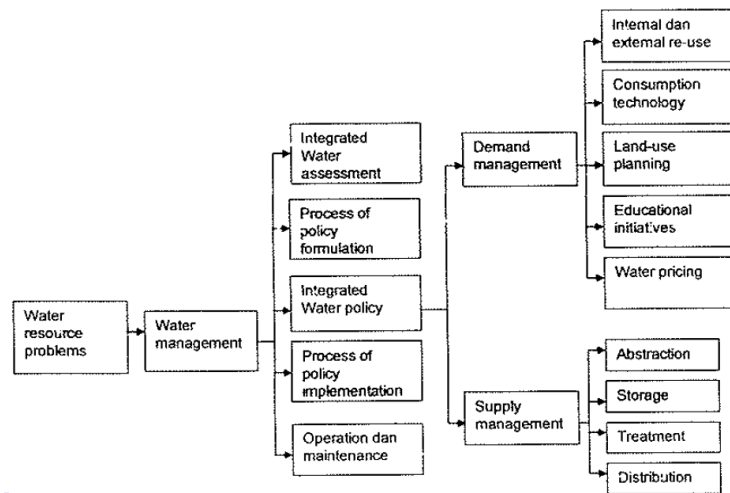 Water
resource
problems
Water
management
Integrated
Water
assessment
Process of
policy
formulation
Integrated
Water policy
Process of
policy
implementation
Operation dan
maintenance
Demand
management
Supply
management
Internal dan
external re-use
Consumption
technology
Land-use
planning
Educational
initiatives
Water pricing
Abstraction
Storage
Treatment
Distribution